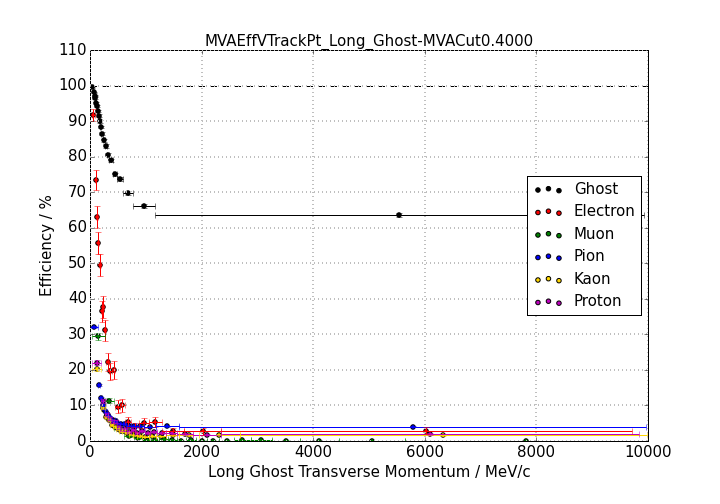 MVAEffVTrackPt_Long_Ghost-MVACut0.4000
110
100
90
80
70
60
50
40
30
20
10
0
Efficiency / %
Ghost
Electron
Muon
Pion
Kaon
Proton
0 2000 4000 6000 8000 10000
Long Ghost Transverse Momentum / MeV/c